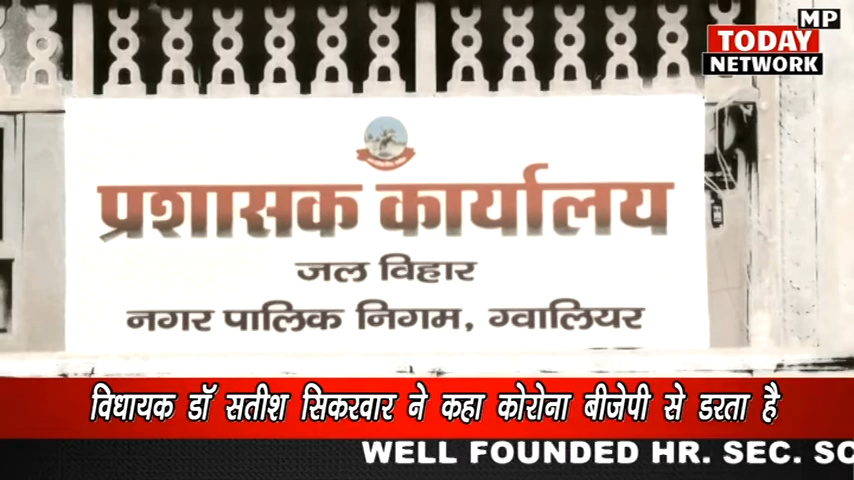 MP
TODAY
NETWORK
प्रशासक कार्यालय
जल विहार
नगर पालिक निगम, ग्वालियर
विधायक डॉ सतीश सिकरवार ने कहा कोरोना बीजेपी से डरता है
WELL FOUNDED HR. SEC. SC